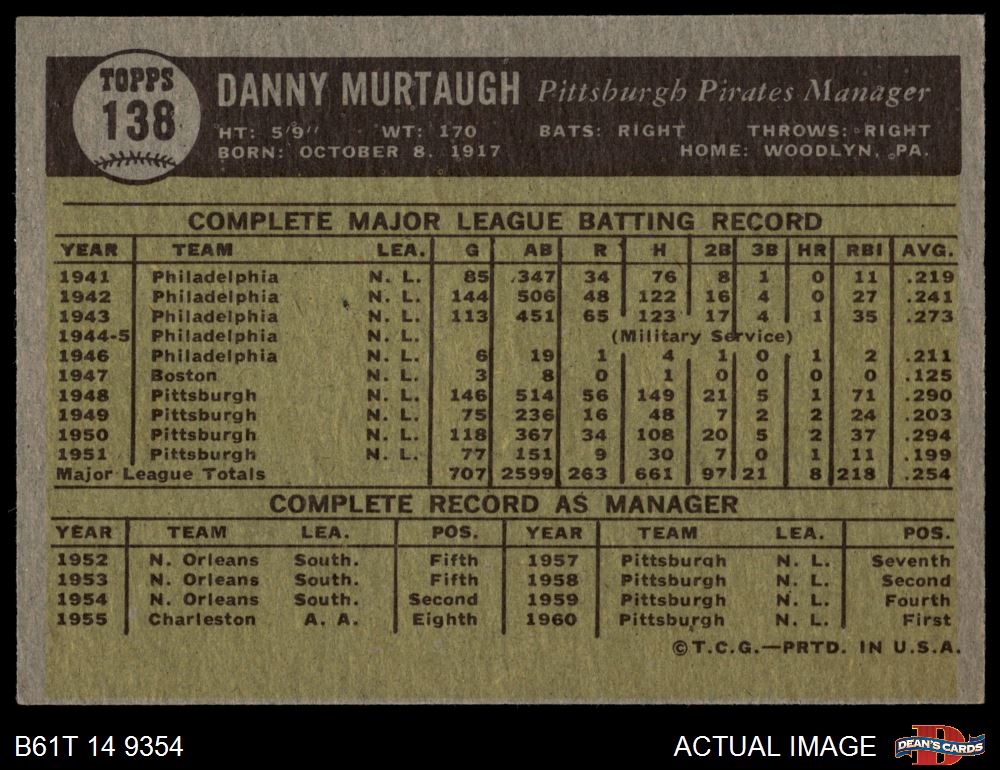 TOPPS
138
DANNY MURTAUGH Pittsburgh Pirates Manager
HT: 5'9'' WT: 170 BATS: RIGHT THROWS: RIGHT
BORN: OCTOBER 8, 1917 HOME: WOODLYN, PA.
COMPLETE MAJOR LEAGUE BATTING RECORD
YEAR TEAM LEA. G AB R H 2B 3B HR RBI AVG.
1941 Philadelphia N. L. 85 347 34 76 8 1 0 11 .219
1942 Philadelphia N. L. 144 506 48 122 16 4 0 27 .241
1943 Philadelphia N. L. 113 451 65 123 17 4 1 35 .273
1944-5 Philadelphia N. L. (Military Service)
1946 Philadelphia N. L. 6 19 1 4 1 0 1 2 .211
1947 Boston N. L. 3 8 0 1 0 0 0 0 .125
1948 Pittsburgh N. L. 146 514 56 149 21 5 1 71 .290
1949 Pittsburgh N. L. 75 236 16 48 7 2 2 24 .203
1950 Pittsburgh N. L. 118 367 34 108 20 5 2 37 .294
1951 Pittsburgh N. L. 77 151 9 30 7 0 1 11 .199
Major League Totals 707 2599 263 661 97 21 8 218 .254
COMPLETE RECORD AS MANAGER
YEAR TEAM LEA. POS. YEAR TEAM LEA. POS.
1952 N. Orleans South. Fifth 1957 Pittsburgh N. L. Seventh
1953 N. Orleans South. Fifth 1958 Pittsburgh N. L. Second
1954 N. Orleans South. Second 1959 Pittsburgh N. L. Fourth
1955 Charleston A. A. Eighth 1960 Pittsburgh N. L. First
©T.C.G.—PRTD. IN U.S.A.
B61T 14 9354 ACTUAL IMAGE DEAN'S CARDS